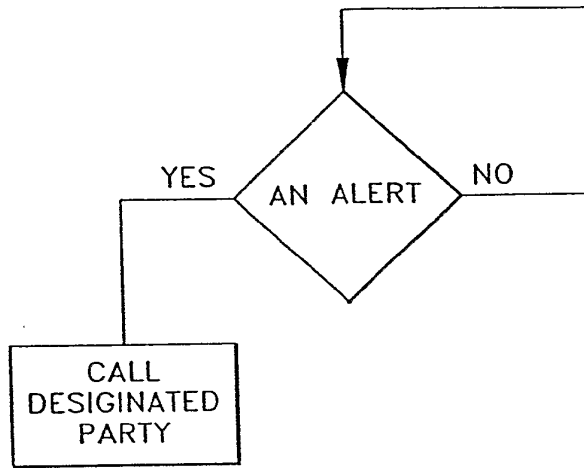 YES
AN ALERT
NO
CALL
DESIGINATED
PARTY